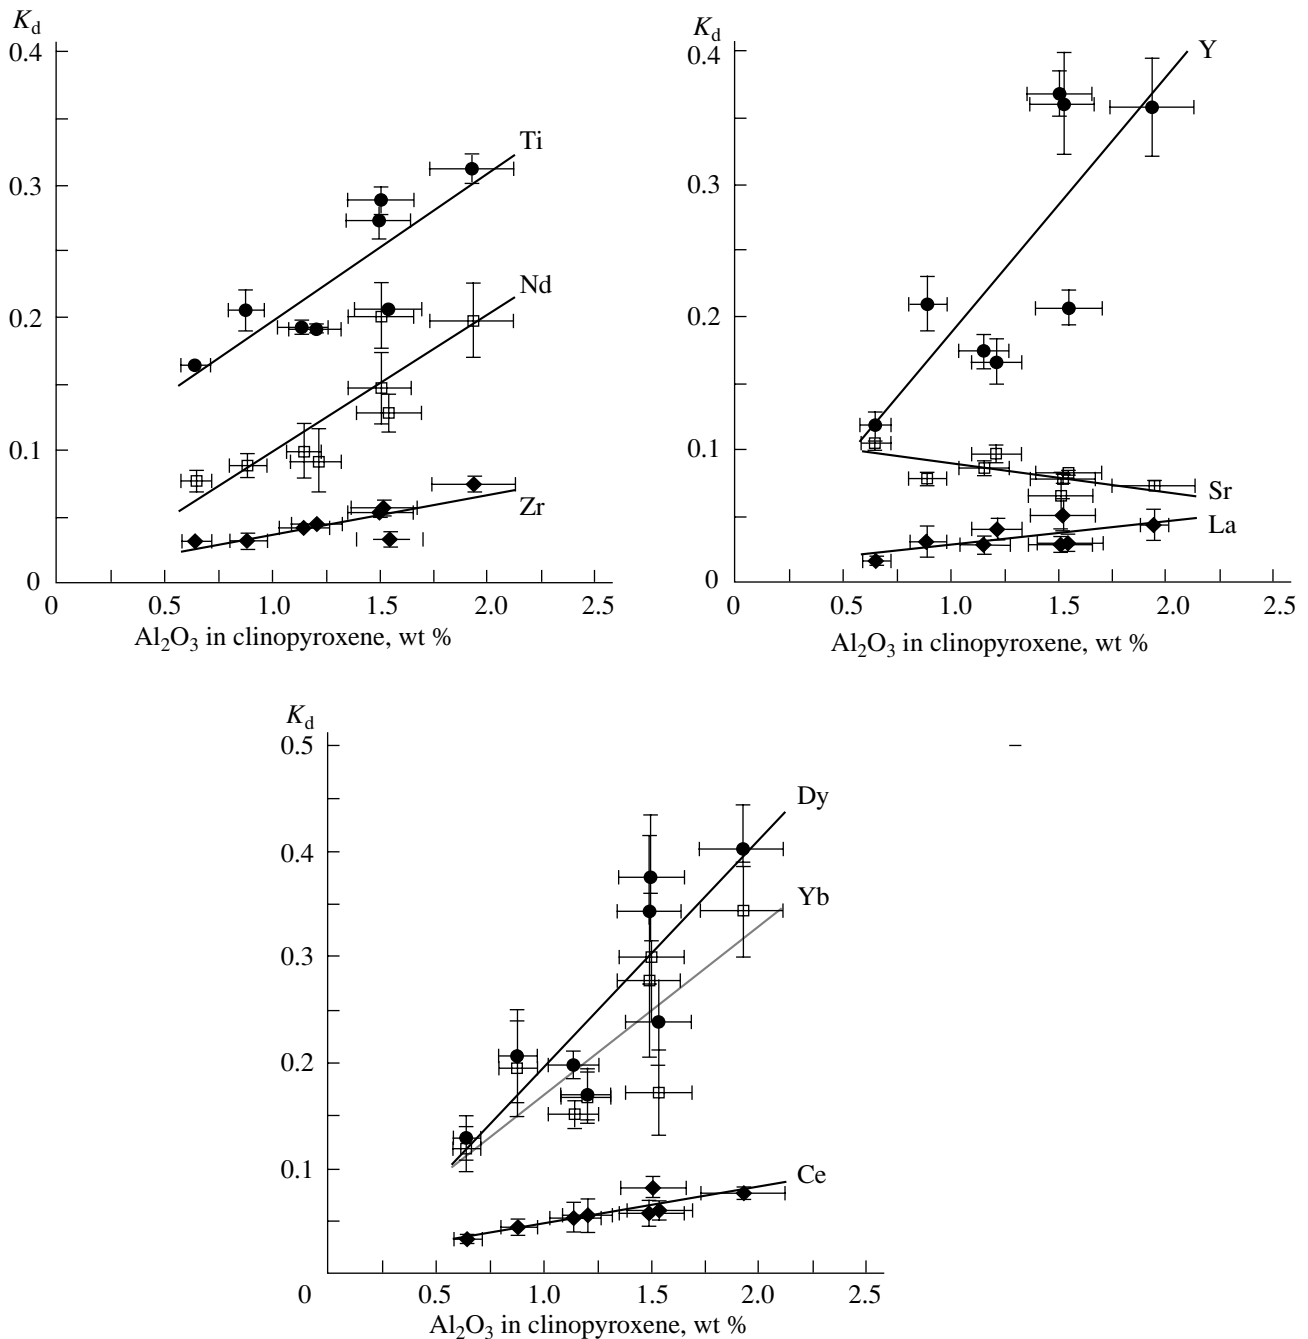 K_d
0.4
Ti
0.3
Nd
0.2
0.1
Zr
0
0 1.0 0.5 1.5 2.0 2.5
Al₂O₃ in clinopyroxene, wt %
K_d
0.4
Y
0.3
0.2
0.1
Sr
La
0
0 0.5 1.0 1.5 2.0 2.5
Al₂O₃ in clinopyroxene, wt %
K_d
0.5
Dy
0.4
Yb
0.3
0.2
0.1
Ce
0 0.5 1.0 1.5 2.0 2.5
Al₂O₃ in clinopyroxene, wt %